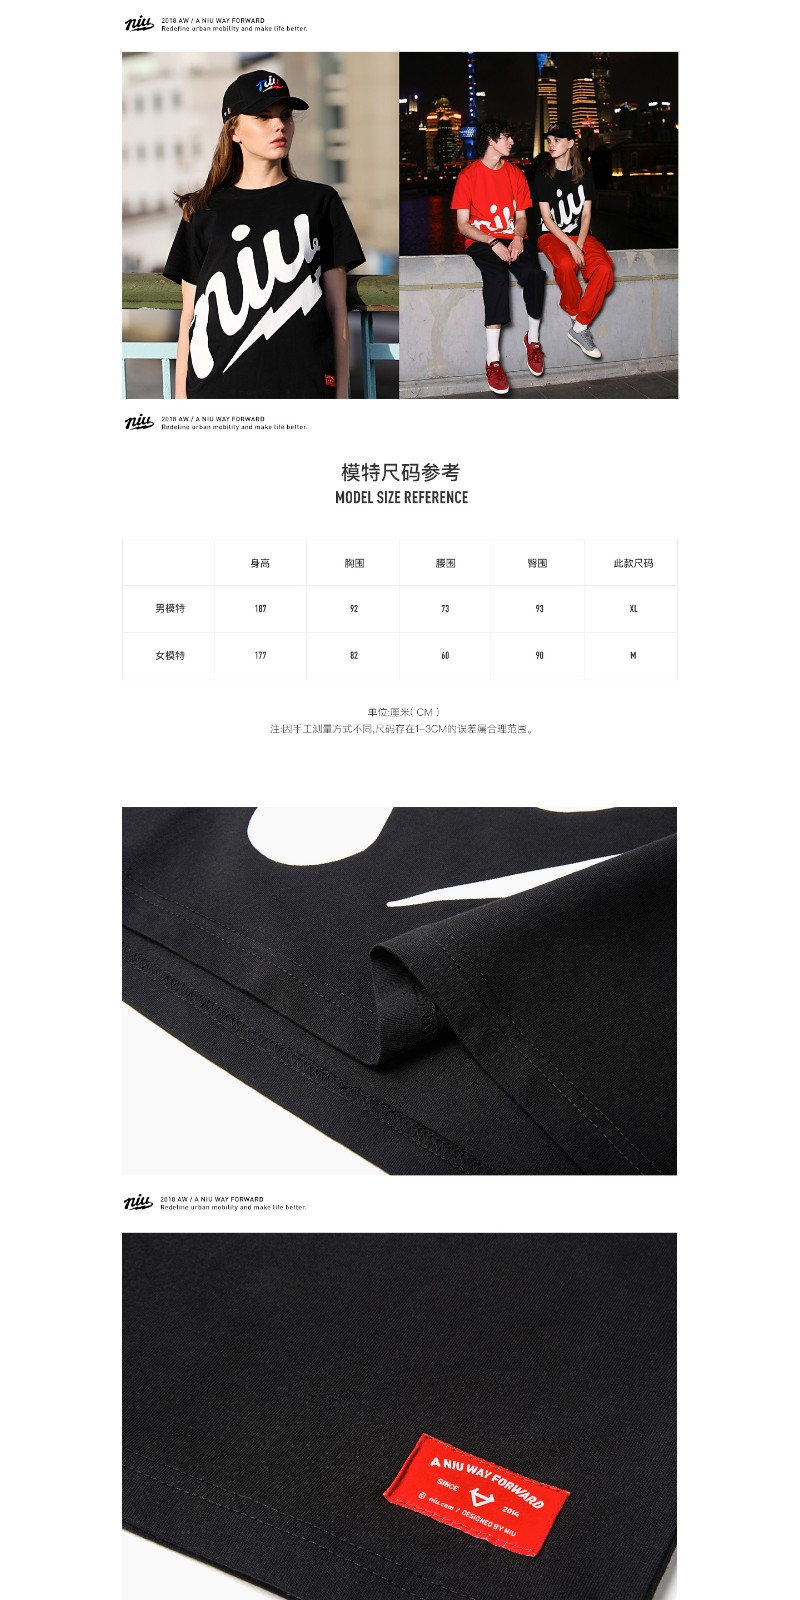 niu
2018 AW / A NIU WAY FORWARD
Redefine urban mobility and make life better.
niu
niu
niu
niu
niu
2018 AW / A NIU WAY FORWARD
Redefine urban mobility and make life better.
模特尺码参考
MODEL SIZE REFERENCE
身高 胸围 腰围 臀围 此款尺码
男模特 187 92 73 93 XL
女模特 177 82 60 90 M
单位:厘米( CM )
注:因手工测量方式不同,尺码存在1-3CM的误差属合理范围。
niu
2018 AW / A NIU WAY FORWARD
Redefine urban mobility and make life better.
A NIU WAY FORWARD
SINCE 2014
© niu.com / DESIGNED BY NIU